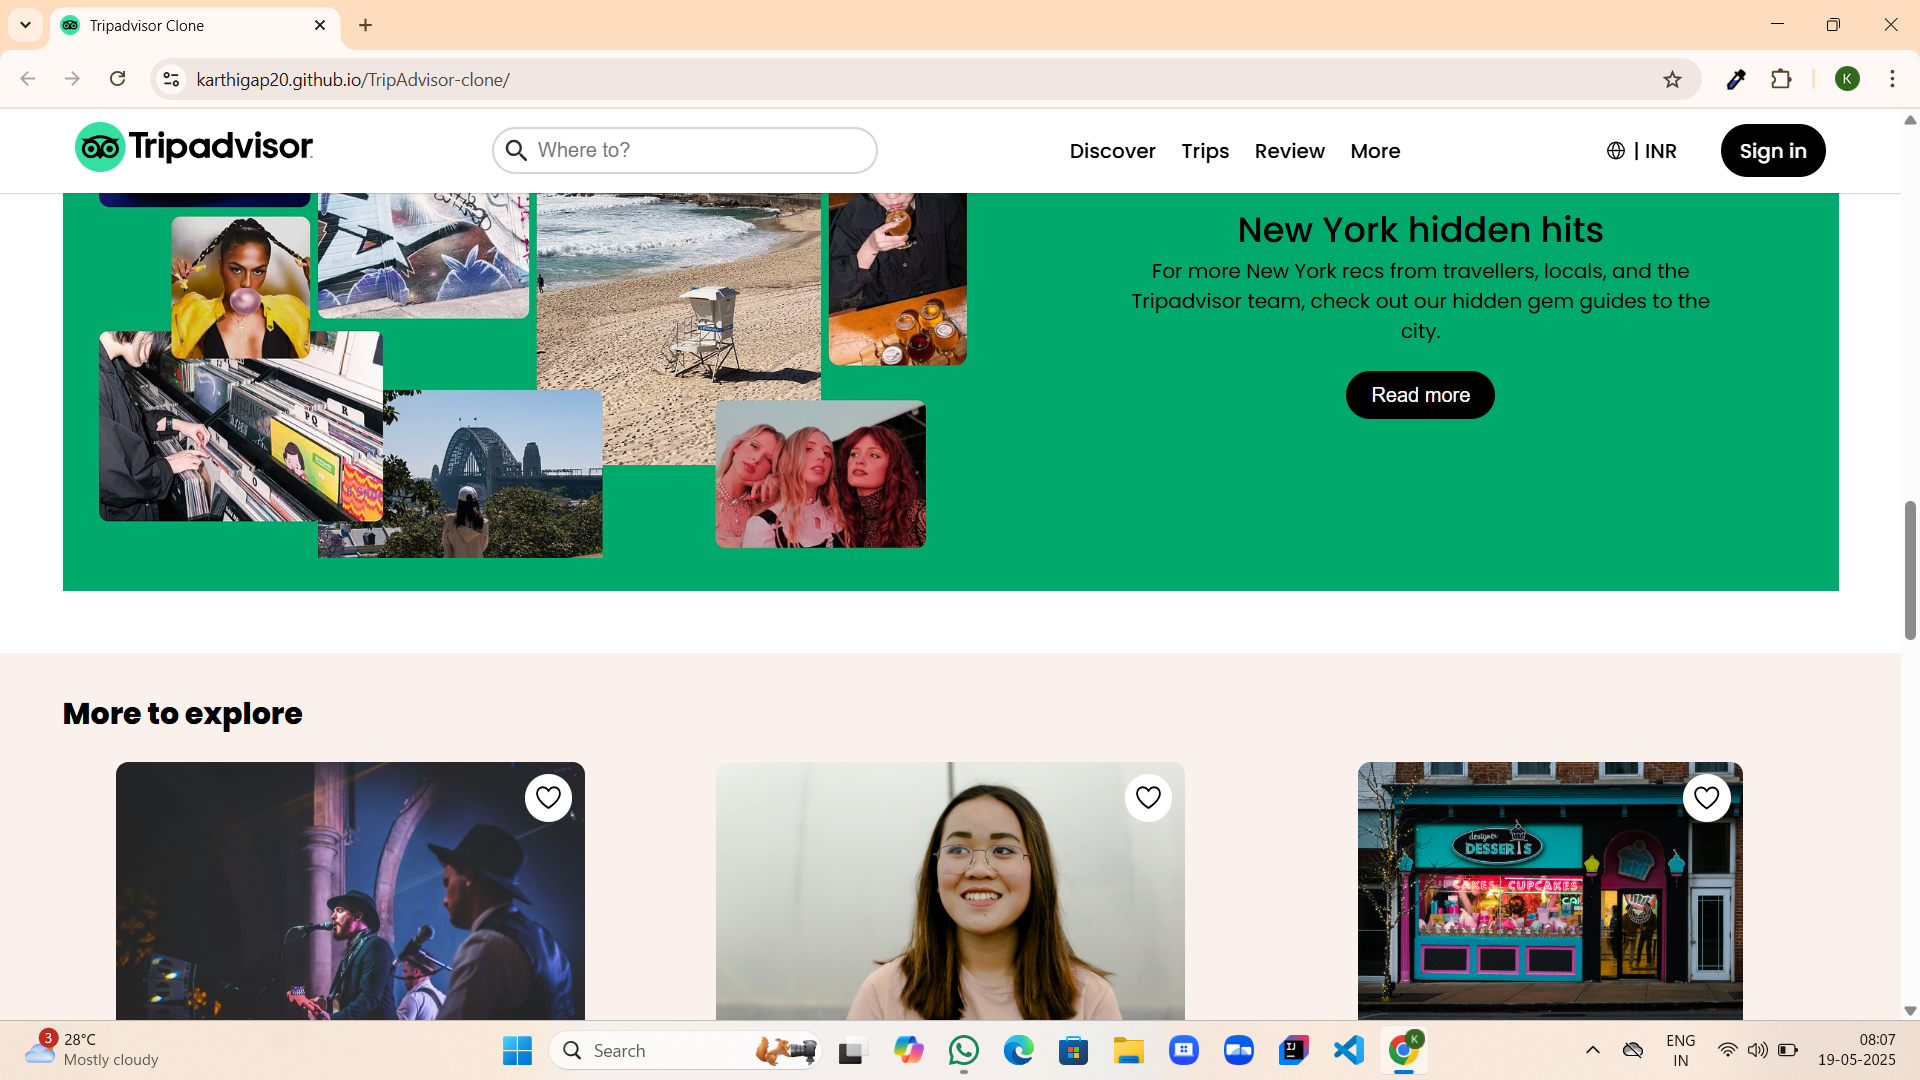 Tripadvisor Clone
karthigap20.github.io/TripAdvisor-clone/
K
Tripadvisor
Where to?
Discover
Trips
Review
More
| INR
Sign in
New York hidden hits
For more New York recs from travellers, locals, and the
Tripadvisor team, check out our hidden gem guides to the
city.
Read more
PQ
R
O
More to explore
designer
DESSERTS
CUPCAKES CUPCAKES
3
28°C
Mostly cloudy
Search
IJ
K
ENG
IN
08:07
19-05-2025